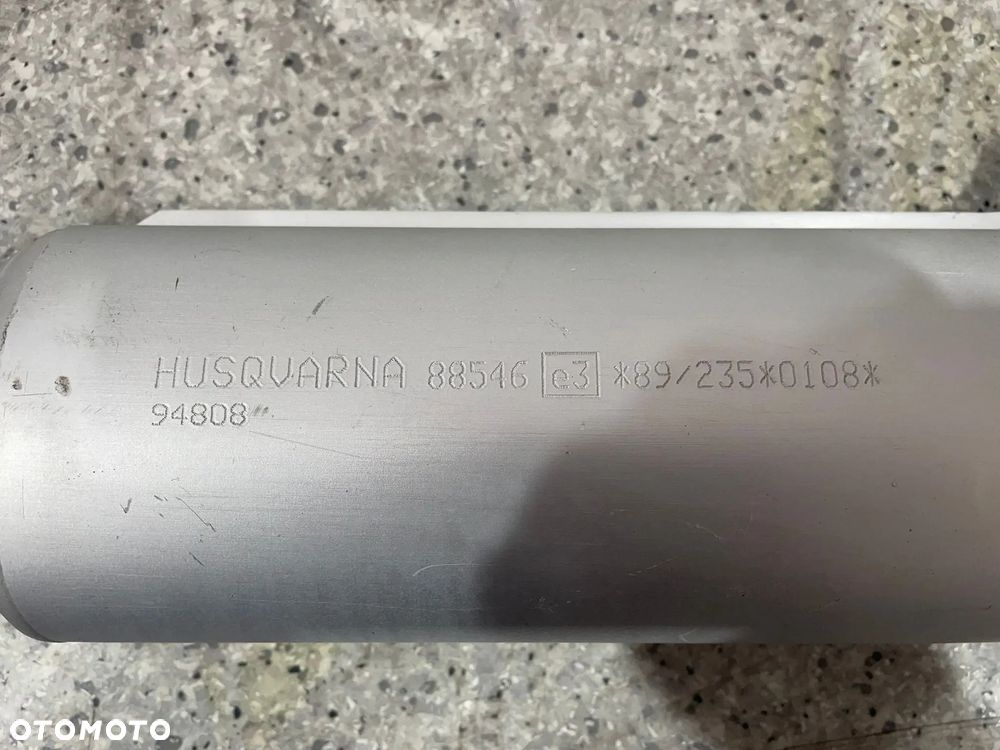 HUSQVARNA 88546 e3 *89/235*0108*
94808
OTOMOTO